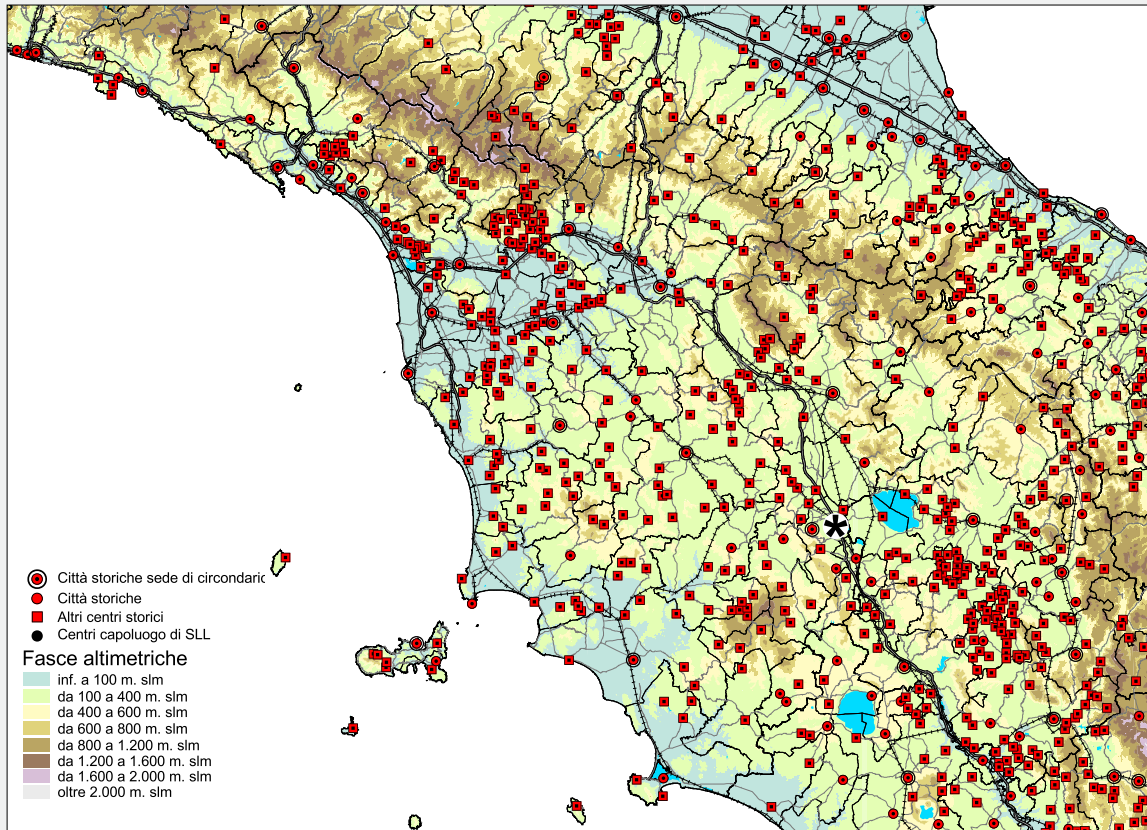 Città storiche sede di circondaric
Città storiche
Altri centri storici
Centri capoluogo di SLL
Fasce altimetriche
inf. a 100 m. slm
da 100 a 400 m. slm
da 400 a 600 m. slm
da 600 a 800 m. slm
da 800 a 1.200 m. slm
da 1.200 a 1.600 m. slm
da 1.600 a 2.000 m. slm
oltre 2.000 m. slm